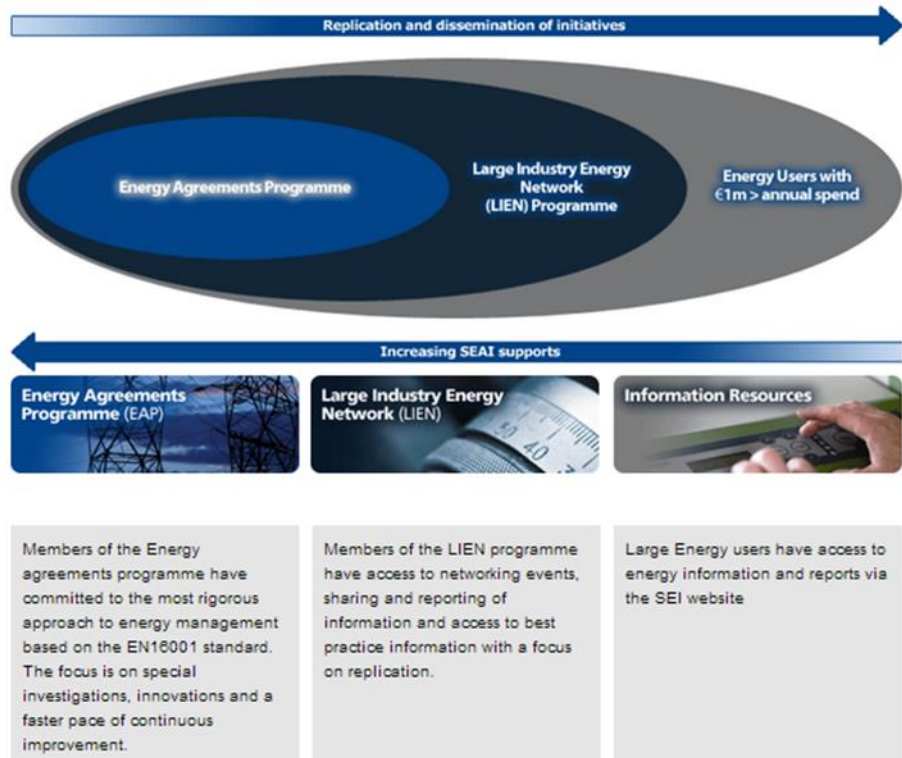 Replication and dissemination of initiatives
Energy Agreements Programme
Large Industry Energy
Network
(LIEN) Programme
Energy Users with
€1m > annual spend
Increasing SEAI supports
Energy Agreements
Programme (EAP)
Large Industry Energy
Network (LIEN)
50 40
Information Resources
Members of the Energy
agreements programme have
committed to the most rigorous
approach to energy management
based on the EN16001 standard.
The focus is on special
investigations, innovations and a
faster pace of continuous
improvement.
Members of the LIEN programme
have access to networking events,
sharing and reporting of
information and access to best
practice information with a focus
on replication.
Large Energy users have access to
energy information and reports via
the SEI website